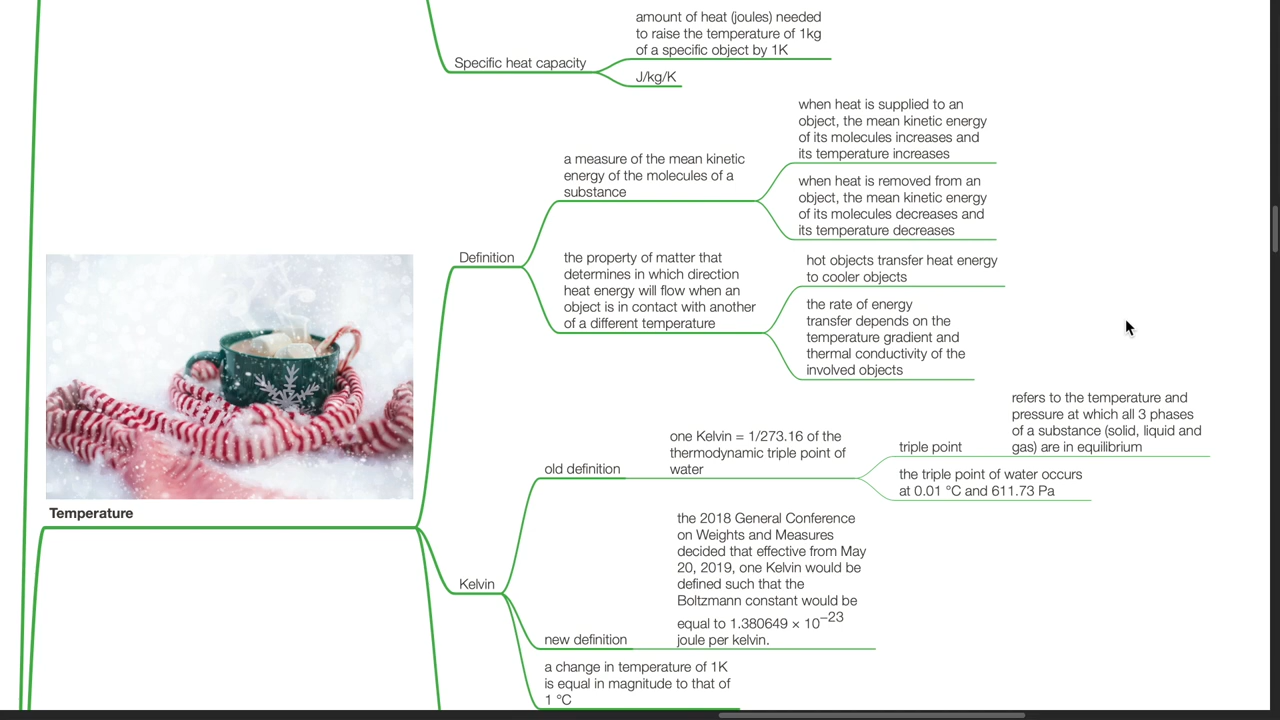 amount of heat (joules) needed
to raise the temperature of 1kg
of a specific object by 1K
Specific heat capacity
J/kg/K
when heat is supplied to an
object, the mean kinetic energy
of its molecules increases and
its temperature increases
a measure of the mean kinetic
energy of the molecules of a
substance
when heat is removed from an
object, the mean kinetic energy
of its molecules decreases and
its temperature decreases
Definition
the property of matter that
determines in which direction
heat energy will flow when an
object is in contact with another
of a different temperature
hot objects transfer heat energy
to cooler objects
the rate of energy
transfer depends on the
temperature gradient and
thermal conductivity of the
involved objects
Temperature
Kelvin
old definition
one Kelvin = 1/273.16 of the
thermodynamic triple point of
water
triple point
refers to the temperature and
pressure at which all 3 phases
of a substance (solid, liquid and
gas) are in equilibrium
the triple point of water occurs
at 0.01 °C and 611.73 Pa
new definition
the 2018 General Conference
on Weights and Measures
decided that effective from May
20, 2019, one Kelvin would be
defined such that the
Boltzmann constant would be
equal to 1.380649 × 10⁻²³
joule per kelvin.
a change in temperature of 1K
is equal in magnitude to that of
1 °C